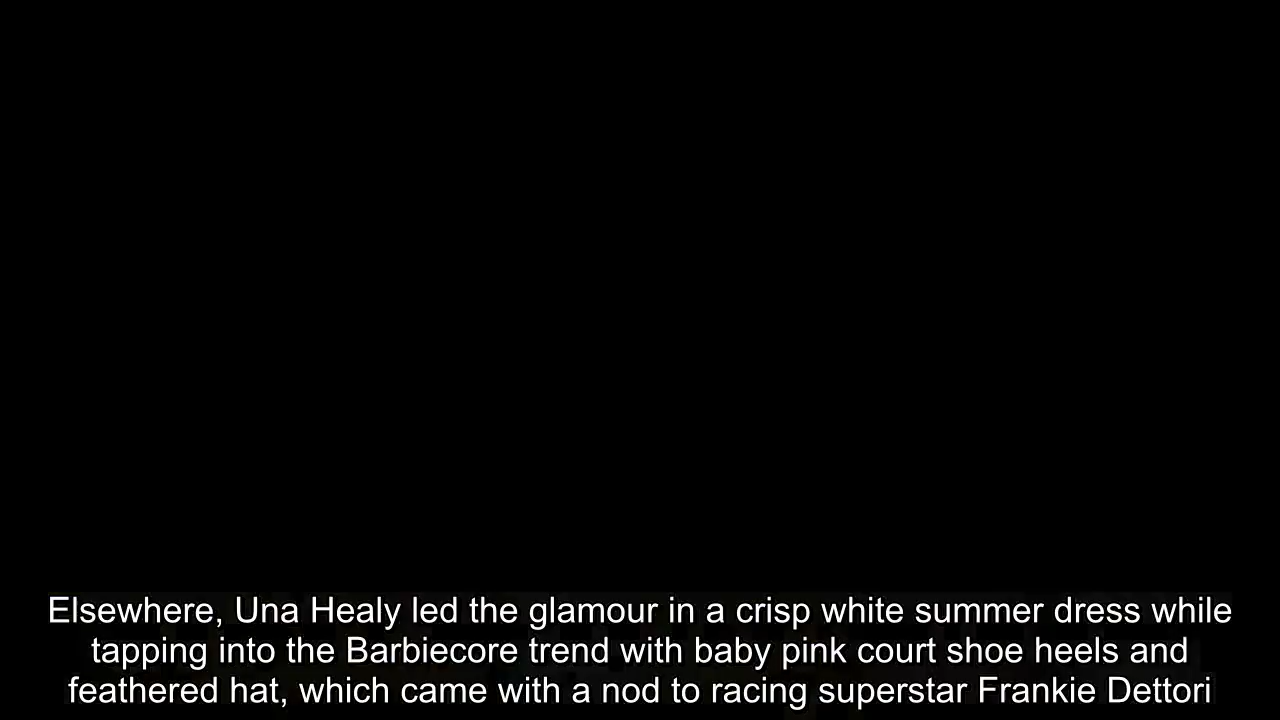 Elsewhere, Una Healy led the glamour in a crisp white summer dress while
tapping into the Barbiecore trend with baby pink court shoe heels and
feathered hat, which came with a nod to racing superstar Frankie Dettori